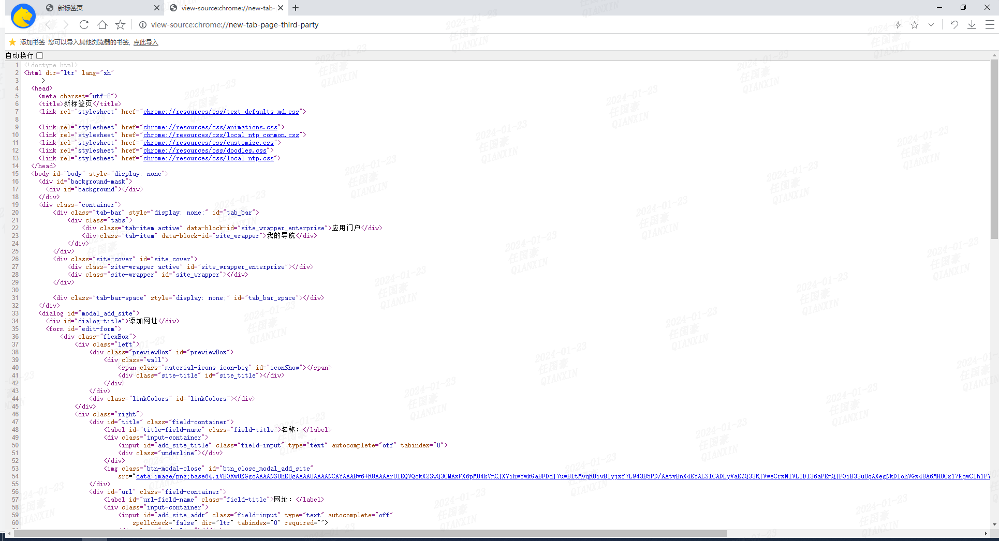 新标签页
view-source:chrome://new-tab-
view-source:chrome://new-tab-page-third-party
添加书签 您可以导入其他浏览器的书签, 点此导入
自动换行
1 <!doctype html>
2 <html dir="ltr" lang="zh"
3 >
4 <head>
5 <meta charset="utf-8">
6 <title>新标签页</title>
7 <link rel="stylesheet" href="chrome://resources/css/text_defaults_md.css">
8
9 <link rel="stylesheet" href="chrome://resources/css/animations.css">
10 <link rel="stylesheet" href="chrome://resources/css/local_ntp_common.css">
11 <link rel="stylesheet" href="chrome://resources/css/customize.css">
12 <link rel="stylesheet" href="chrome://resources/css/doodles.css">
13 <link rel="stylesheet" href="chrome://resources/css/local_ntp.css">
14 </head>
15 <body id="body" style="display: none">
16 <div id="background-mask">
17 <div id="background"></div>
18 </div>
19 <div class="container">
20 <div class="tab-bar" style="display: none;" id="tab_bar">
21 <div class="tabs">
22 <div class="tab-item active" data-block-id="site_wrapper_enterprise">应用门户</div>
23 <div class="tab-item" data-block-id="site_wrapper">我的导航</div>
24 </div>
25 </div>
26 <div class="site-cover" id="site_cover">
27 <div class="site-wrapper active" id="site_wrapper_enterprise"></div>
28 <div class="site-wrapper" id="site_wrapper"></div>
29 </div>
30
31 <div class="tab-bar-space" style="display: none;" id="tab_bar_space"></div>
32 </div>
33 <dialog id="modal_add_site">
34 <div id="dialog-title">添加网址</div>
35 <form id="edit-form">
36 <div class="flexBox">
37 <div class="left">
38 <div class="previewBox" id="previewBox">
39 <div class="wall">
40 <span class="material-icons icon-big" id="iconShow"></span>
41 <div class="site-title" id="site_title"></div>
42 </div>
43 </div>
44 <div class="linkColors" id="linkColors"></div>
45 </div>
46 <div class="right">
47 <div id="title" class="field-container">
48 <label id="title-field-name" class="field-title">名称：</label>
49 <div class="input-container">
50 <input id="add_site_title" class="field-input" type="text" autocomplete="off" tabindex="0">
51 <div class="underline"></div>
52 </div>
53 <img class="btn-modal-close" id="btn_close_modal_add_site"
54 src="data:image/png;base64,
55 </div>
56 <div id="url" class="field-container">
57 <label id="url-field-name" class="field-title">网址：</label>
58 <div class="input-container">
59 <input id="add_site_addr" class="field-input" type="text" autocomplete="off"
60 spellcheck="false" dir="ltr" tabindex="0" required="">
2024-01-23
任国豪
QIANXIN